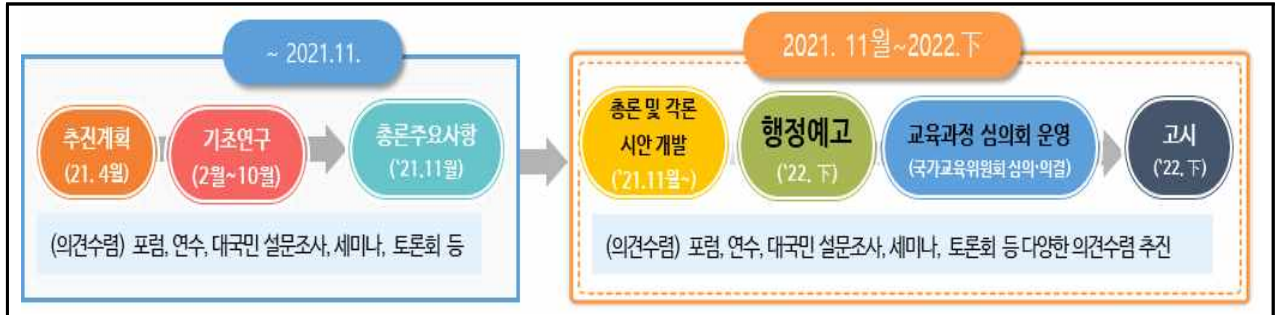 ~ 2021.11.
추진계획
(21. 4월)
기초연구
(2월~10월)
총론주요사항
('21.11월)
(의견수렴) 포럼, 연수, 대국민 설문조사, 세미나, 토론회 등
2021. 11월~2022.下
총론 및 각론
시안 개발
('21.11월~)
행정예고
('22. 下)
교육과정 심의회 운영
(국가교육위원회 심의·의결)
고시
('22. 下)
(의견수렴) 포럼, 연수, 대국민 설문조사, 세미나, 토론회 등 다양한 의견수렴 추진